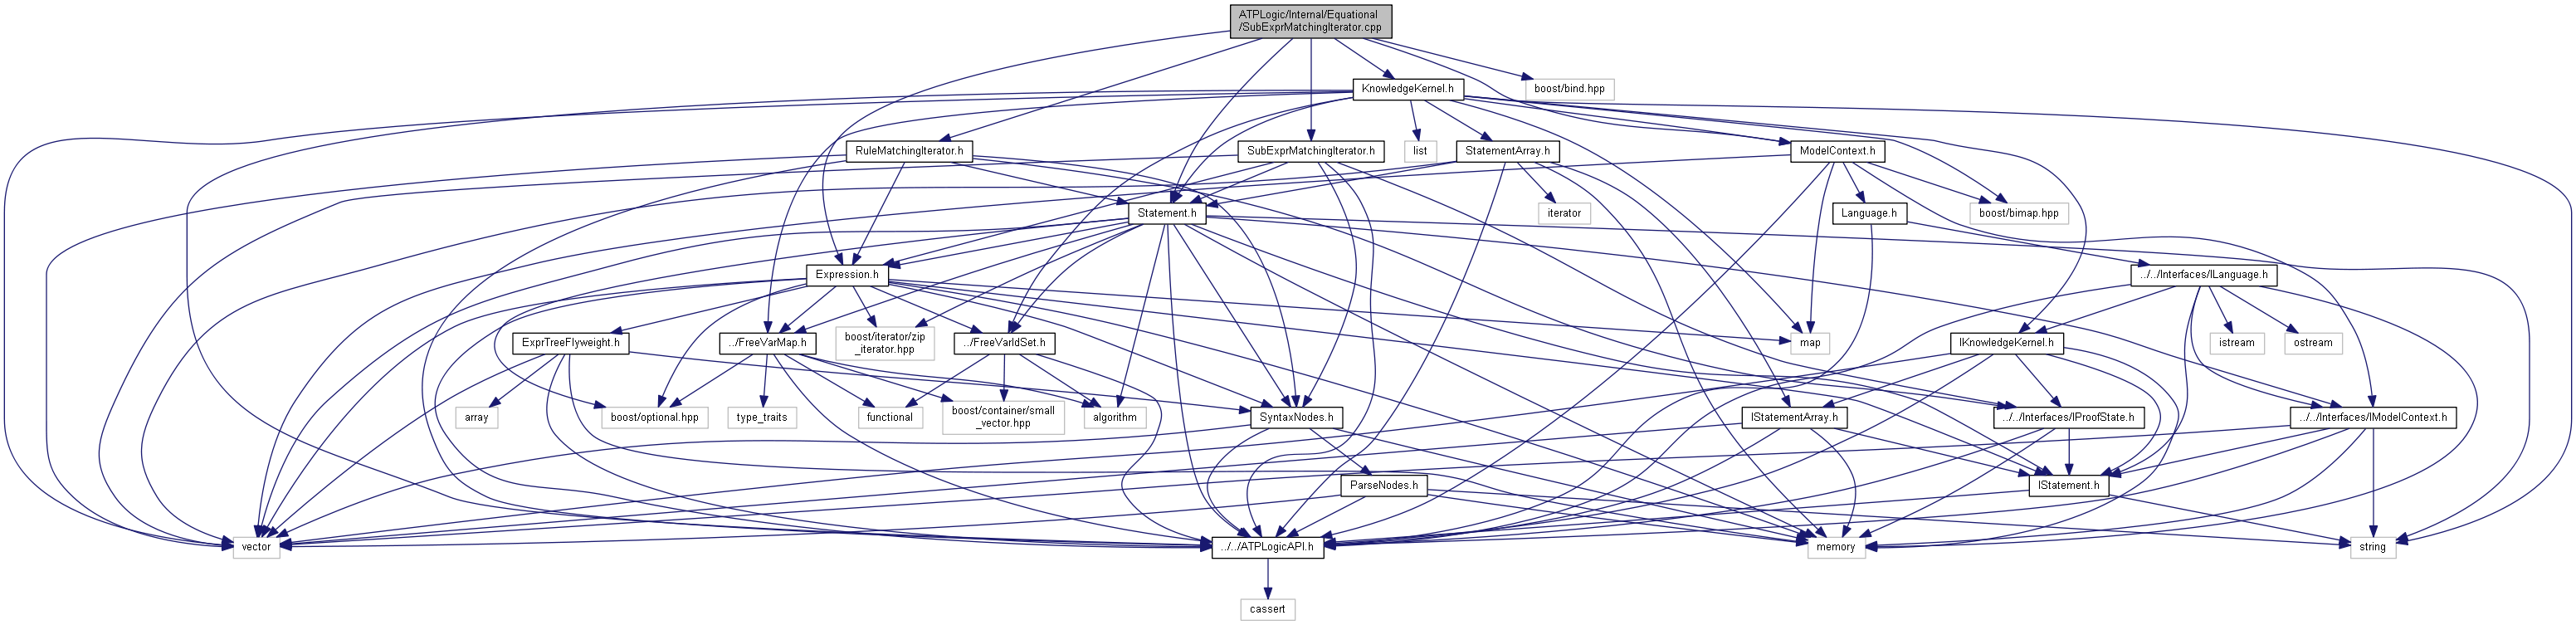 ATPLogic/Internal/Equational
/SubExprMatchingIterator.cpp
KnowledgeKernel.h
boost/bind.hpp
RuleMatchingIterator.h
SubExprMatchingIterator.h
list
StatementArray.h
ModelContext.h
Statement.h
iterator
Language.h
boost/bimap.hpp
Expression.h
../../Interfaces/ILanguage.h
ExprTreeFlyweight.h
../FreeVarMap.h
boost/iterator/zip
_iterator.hpp
../FreeVarIdSet.h
map
IKnowledgeKernel.h
istream
ostream
array
boost/optional.hpp
type_traits
functional
boost/container/small
_vector.hpp
algorithm
SyntaxNodes.h
IStatementArray.h
../../Interfaces/IProofState.h
../../Interfaces/IModelContext.h
ParseNodes.h
IStatement.h
vector
../../ATPLogicAPI.h
memory
string
cassert